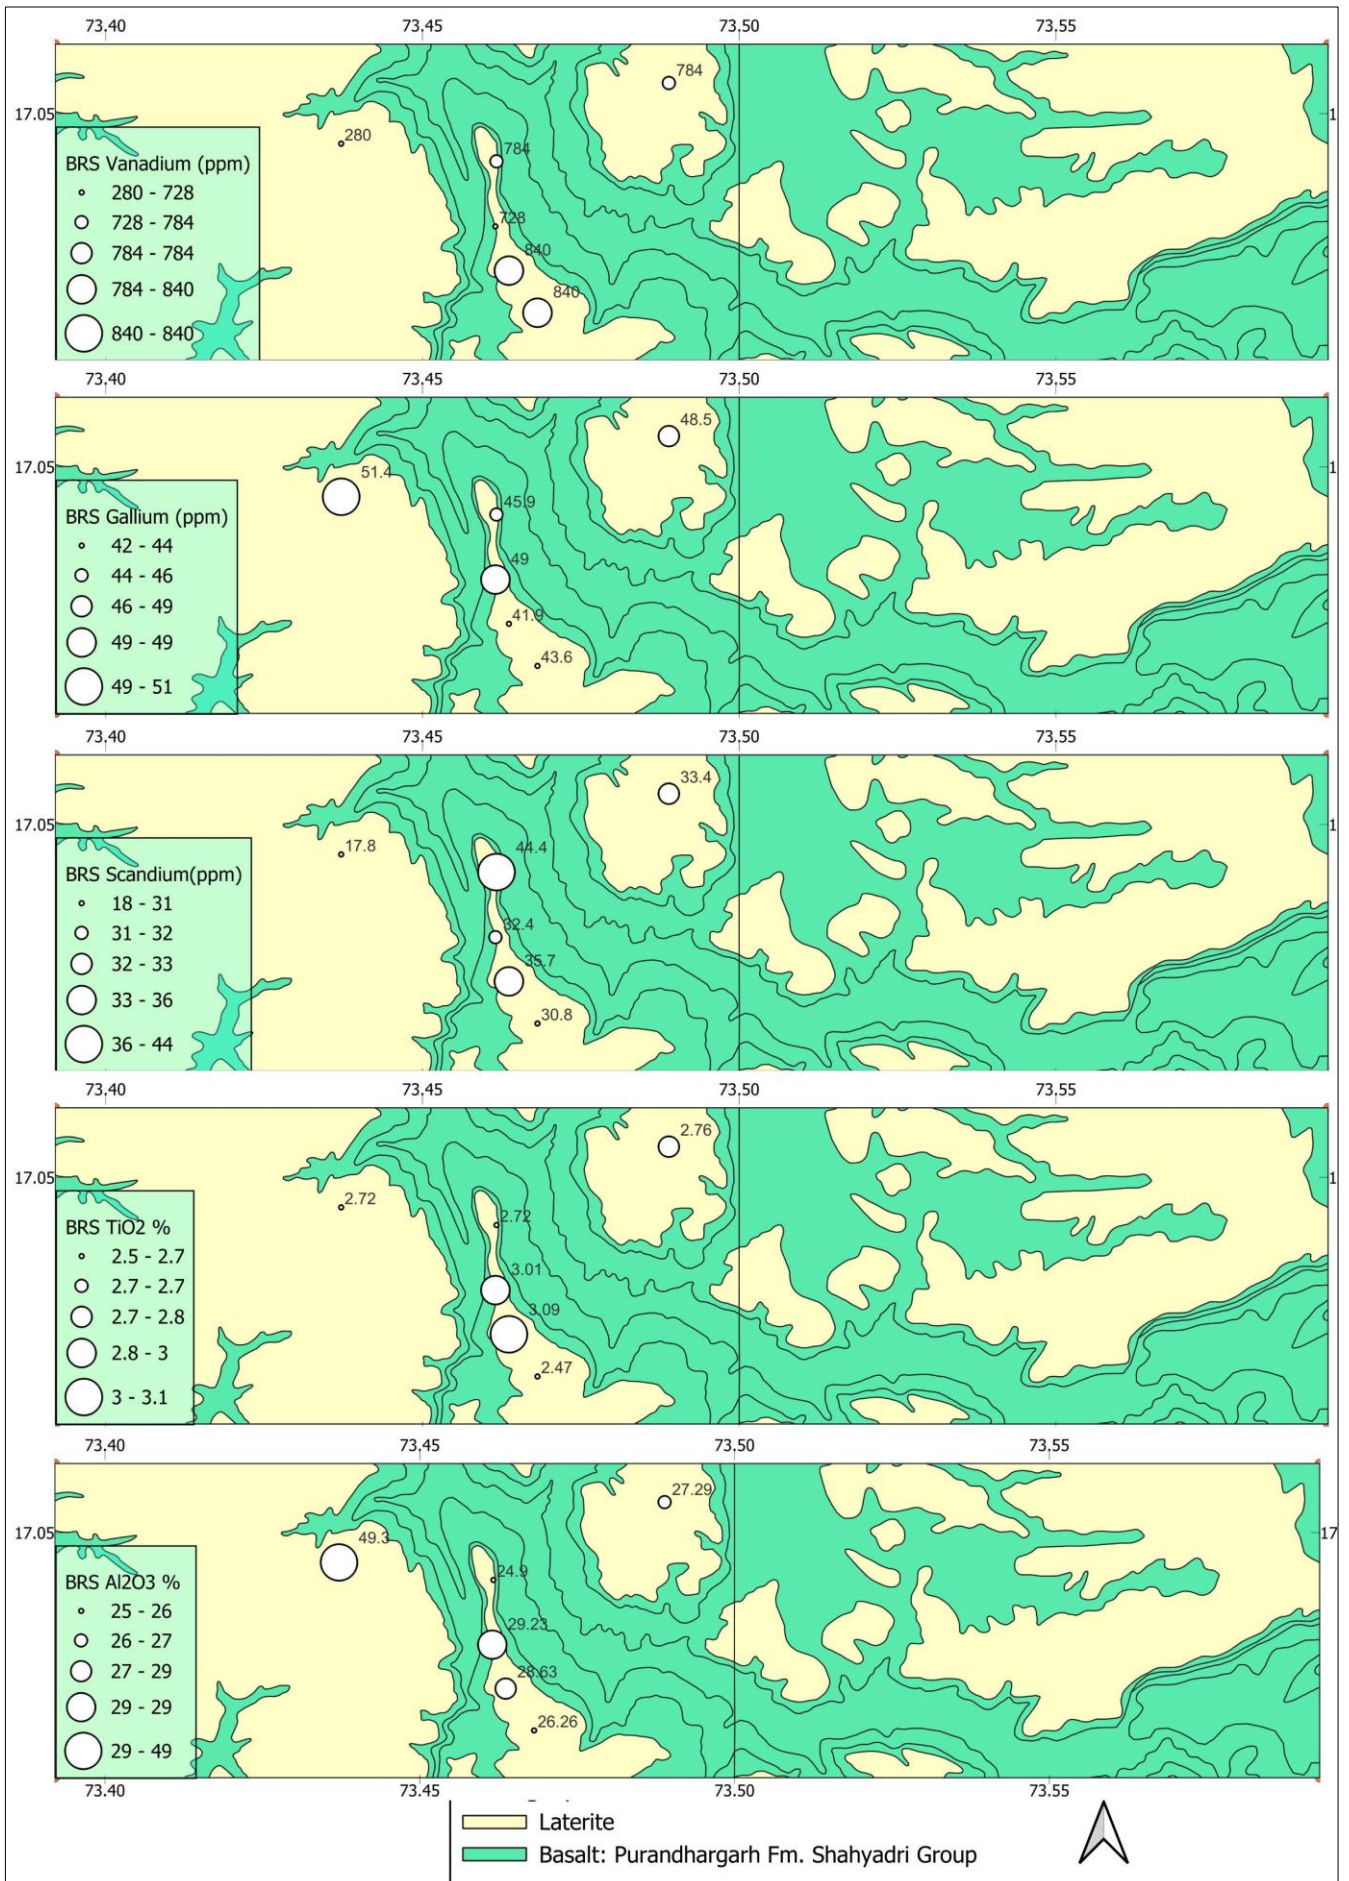 73.40 73.45 73.50 73.55
784
17.05
280
784
BRS Vanadium (ppm)
280 - 728
728 - 784
784 - 784
784 - 840
840 - 840
728
840
840
73.40 73.45 73.50 73.55
48.5
17.05
51.4
45.9
BRS Gallium (ppm)
42 - 44
44 - 46
46 - 49
49 - 49
49 - 51
49
41.9
43.6
73.40 73.45 73.50 73.55
33.4
17.05
17.8
44.4
BRS Scandium(ppm)
18 - 31
31 - 32
32 - 33
33 - 36
36 - 44
32.4
35.7
30.8
73.40 73.45 73.50 73.55
2.76
17.05
2.72
2.72
BRS TiO2 %
2.5 - 2.7
2.7 - 2.7
2.7 - 2.8
2.8 - 3
3 - 3.1
3.01
3.09
2.47
73.40 73.45 73.50 73.55
27.29
17.05 17
49.3
24.9
BRS Al2O3 %
25 - 26
26 - 27
27 - 29
29 - 29
29 - 49
29.23
28.63
26.26
73.40 73.45 73.50 73.55
Laterite
Basalt: Purandhargarh Fm. Shahyadri Group